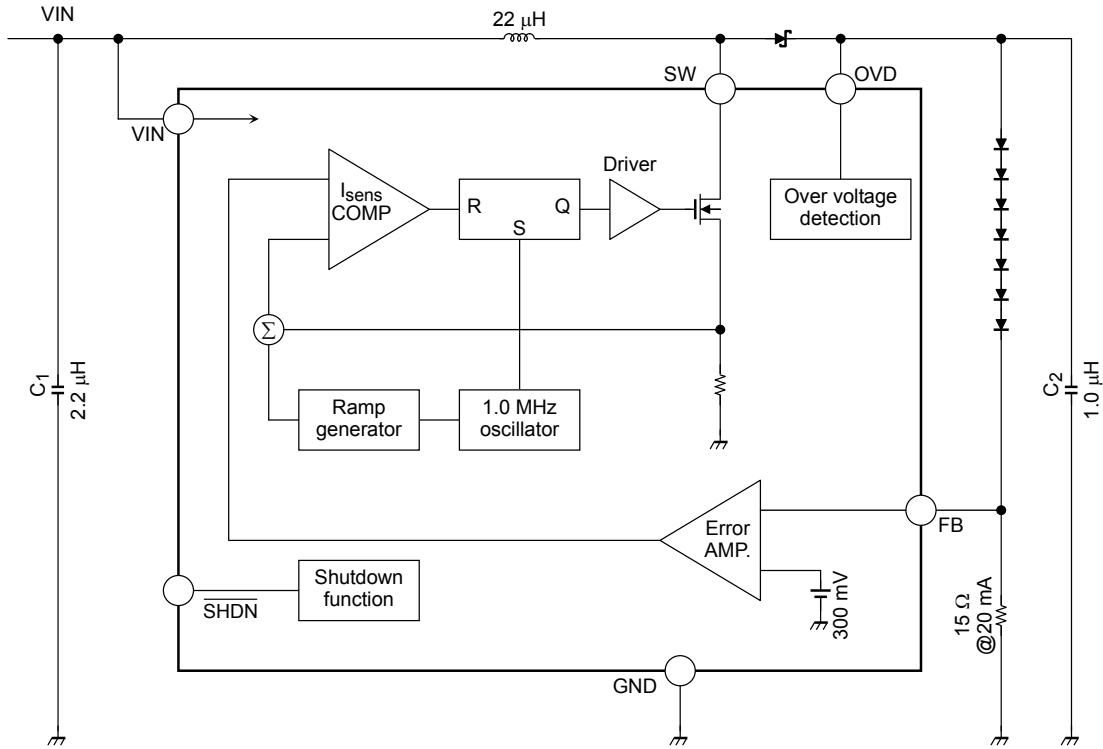 VIN
22 μH
SW
OVD
VIN
Driver
Isens
COMP
R
Q
S
Over voltage
detection
Σ
C1
2.2 μH
Ramp
generator
1.0 MHz
oscillator
C2
1.0 μH
Error
AMP.
FB
300 mV
SHDN
Shutdown
function
15 Ω
@20 mA
GND